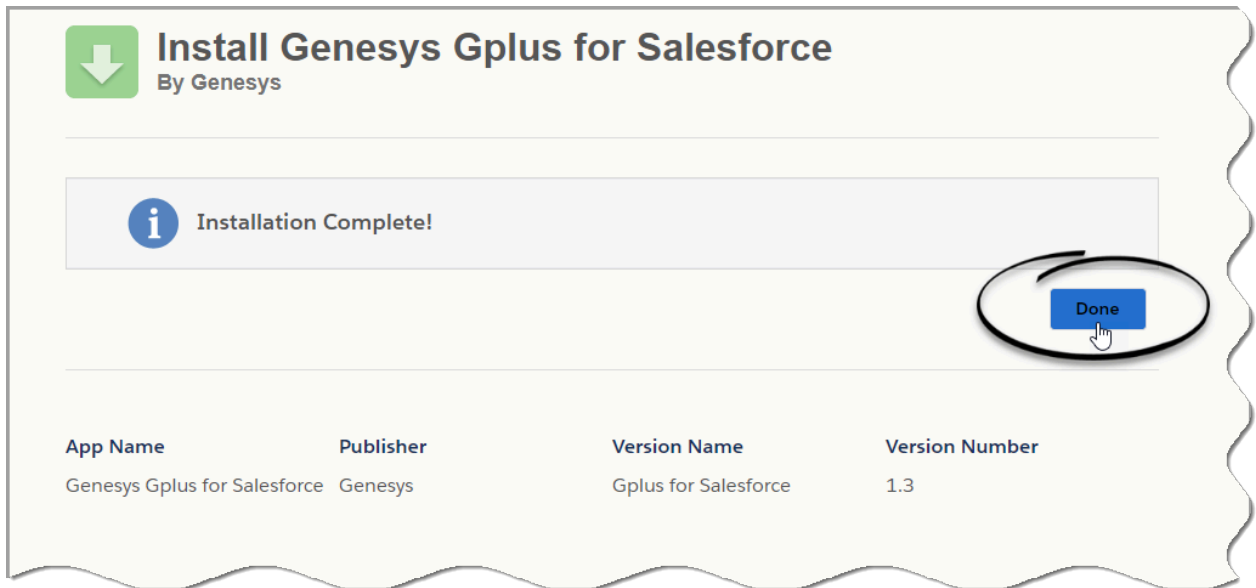 Install Genesys Gplus for Salesforce
By Genesys
i
Installation Complete!
Done
App Name Publisher Version Name Version Number
Genesys Gplus for Salesforce Genesys Gplus for Salesforce 1.3